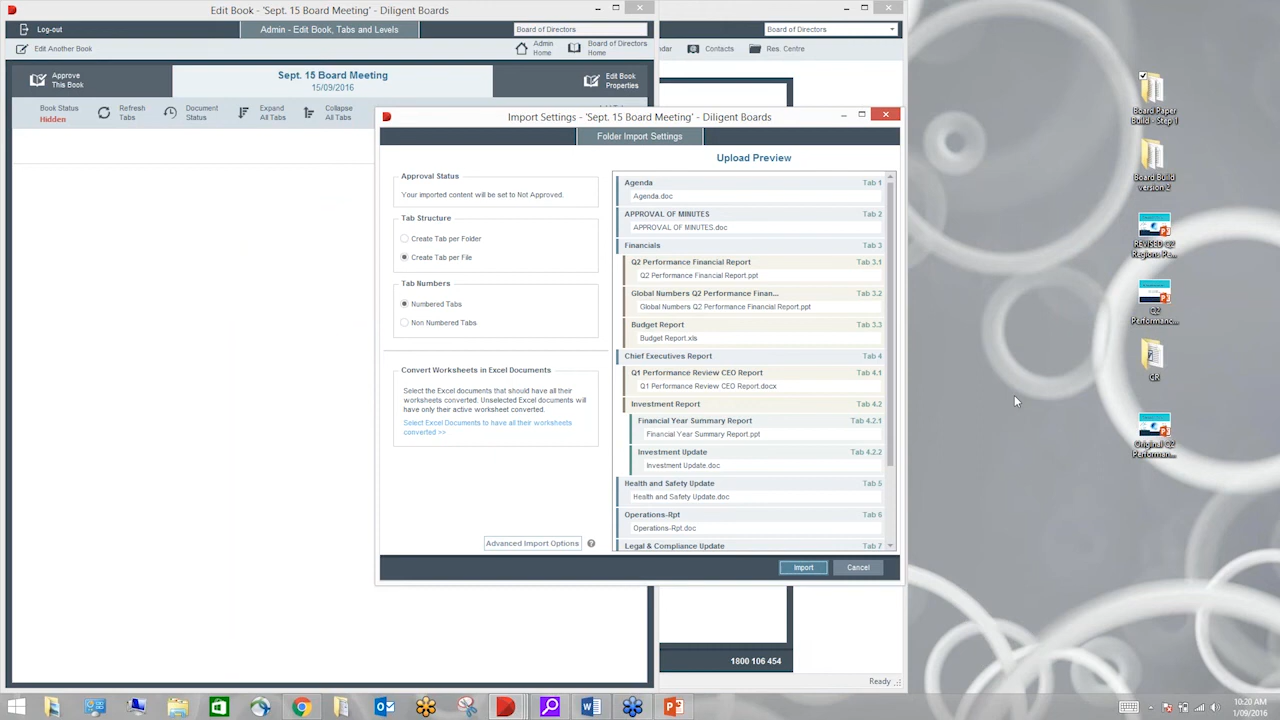 Edit Book - 'Sept. 15 Board Meeting' - Diligent Boards
Log-out
Admin - Edit Book, Tabs and Levels
Board of Directors
Board of Directors
Edit Another Book
Admin
Home
Board of Directors
Home
dar
Contacts
Res. Centre
Approve
This Book
Sept. 15 Board Meeting
15/09/2016
Edit Book
Properties
Book Status
Hidden
Refresh
Tabs
Document
Status
Expand
All Tabs
Collapse
All Tabs
Import Settings - 'Sept. 15 Board Meeting' - Diligent Boards
Folder Import Settings
Upload Preview
Approval Status
Your imported content will be set to Not Approved.
Tab Structure
Create Tab per Folder
Create Tab per File
Tab Numbers
Numbered Tabs
Non Numbered Tabs
Convert Worksheets in Excel Documents
Select the Excel documents that should have all their
worksheets converted. Unselected Excel documents will
have only their active worksheet converted.
Select Excel Documents to have all their worksheets
converted >>
Advanced Import Options
?
Agenda Tab 1
Agenda.doc
APPROVAL OF MINUTES Tab 2
APPROVAL OF MINUTES.doc
Financials Tab 3
Q2 Performance Financial Report Tab 3.1
Q2 Performance Financial Report.ppt
Global Numbers Q2 Performance Finan... Tab 3.2
Global Numbers Q2 Performance Financial Report.ppt
Budget Report Tab 3.3
Budget Report.xls
Chief Executives Report Tab 4
Q1 Performance Review CEO Report Tab 4.1
Q1 Performance Review CEO Report.docx
Investment Report Tab 4.2
Financial Year Summary Report Tab 4.2.1
Financial Year Summary Report.ppt
Investment Update Tab 4.2.2
Investment Update.doc
Health and Safety Update Tab 5
Health and Safety Update.doc
Operations-Rpt Tab 6
Operations-Rpt.doc
Legal & Compliance Update Tab 7
Import
Cancel
1800 106 454
Ready
Board Paper
Build - Step 1
Board Build
version 2
REVISED Q2
Regions Pe...
Q2
Performanc...
GR
Original Q2
Performan...
10:20 AM
1/09/2016